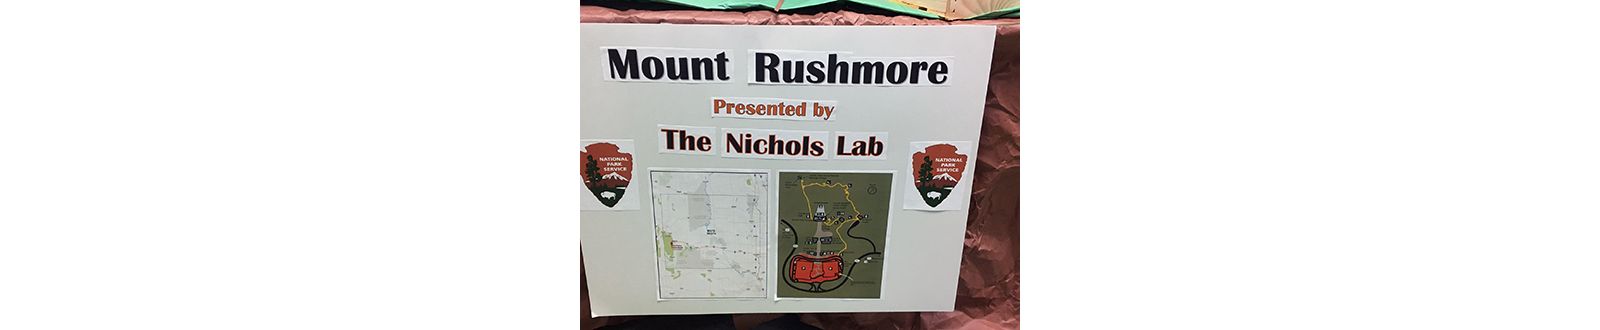 Mount Rushmore
Presented by
The Nichols Lab
NATIONAL
PARK
SERVICE
NATIONAL
PARK
SERVICE